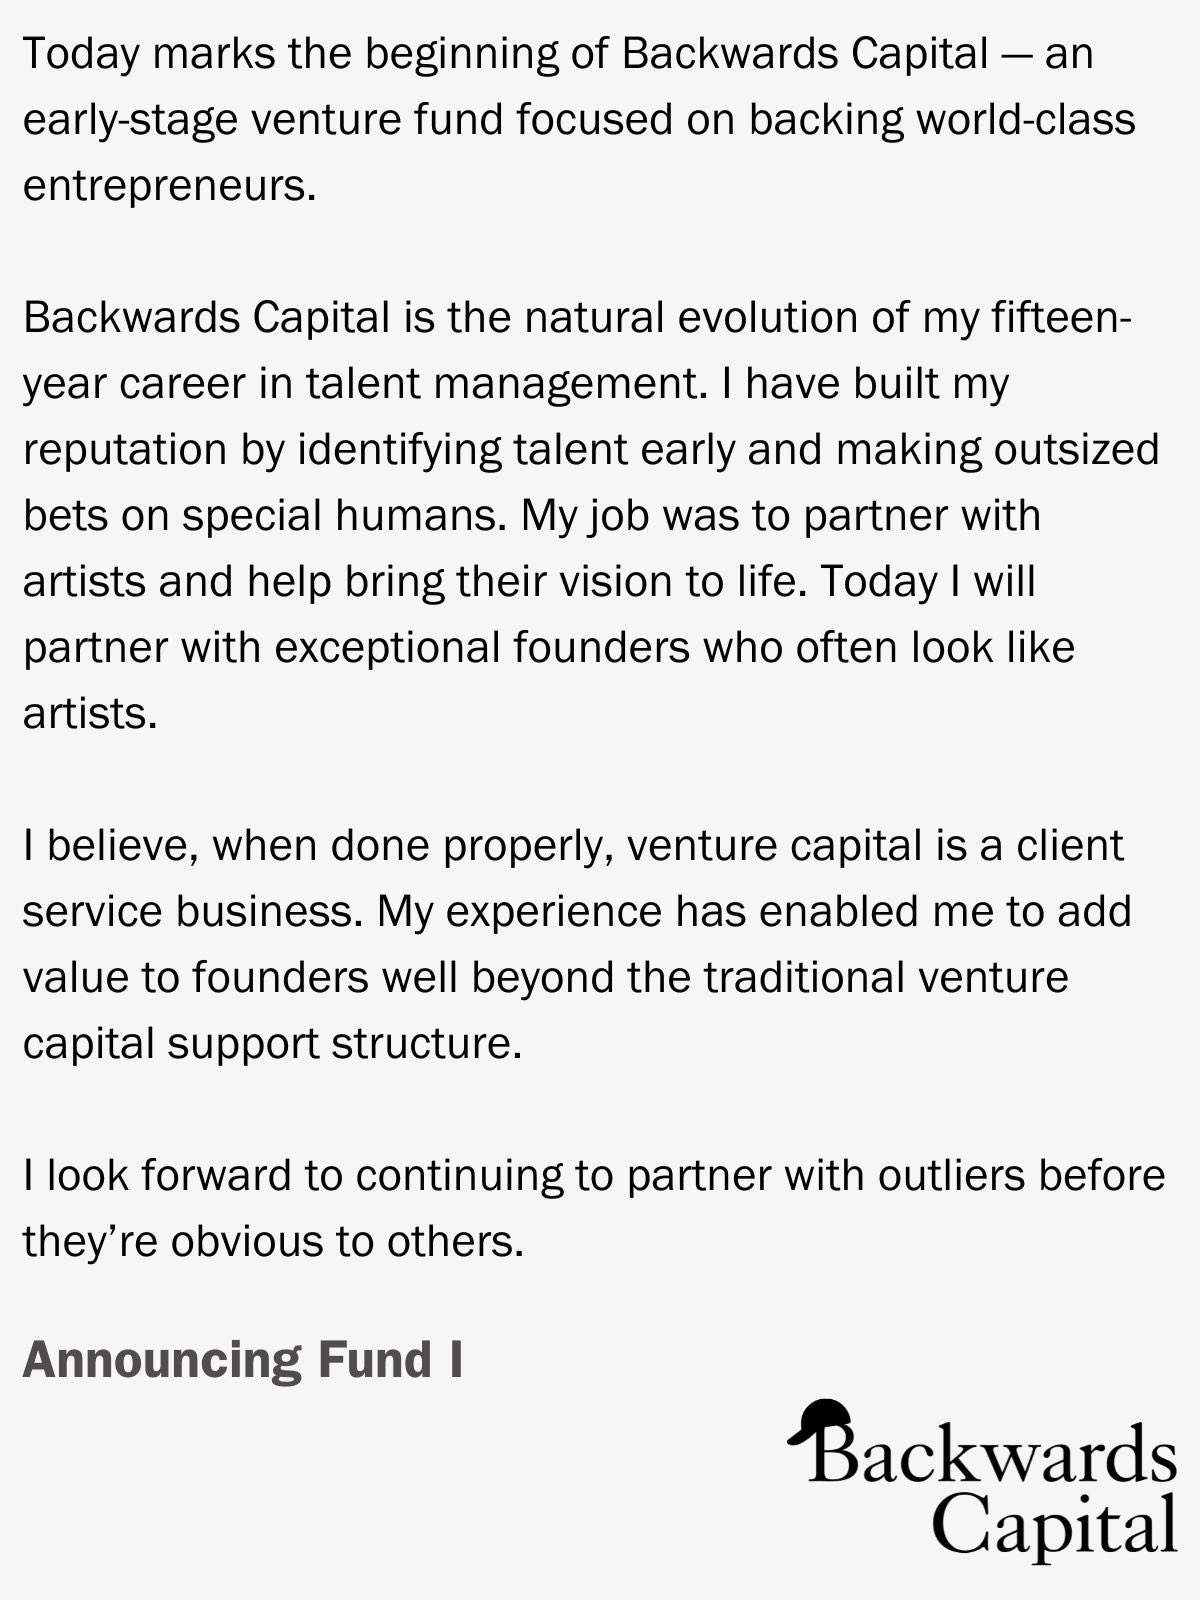 Today marks the beginning of Backwards Capital — an
early-stage venture fund focused on backing world-class
entrepreneurs.
Backwards Capital is the natural evolution of my fifteen-
year career in talent management. I have built my
reputation by identifying talent early and making outsized
bets on special humans. My job was to partner with
artists and help bring their vision to life. Today I will
partner with exceptional founders who often look like
artists.
I believe, when done properly, venture capital is a client
service business. My experience has enabled me to add
value to founders well beyond the traditional venture
capital support structure.
I look forward to continuing to partner with outliers before
they’re obvious to others.
Announcing Fund I
Backwards
Capital